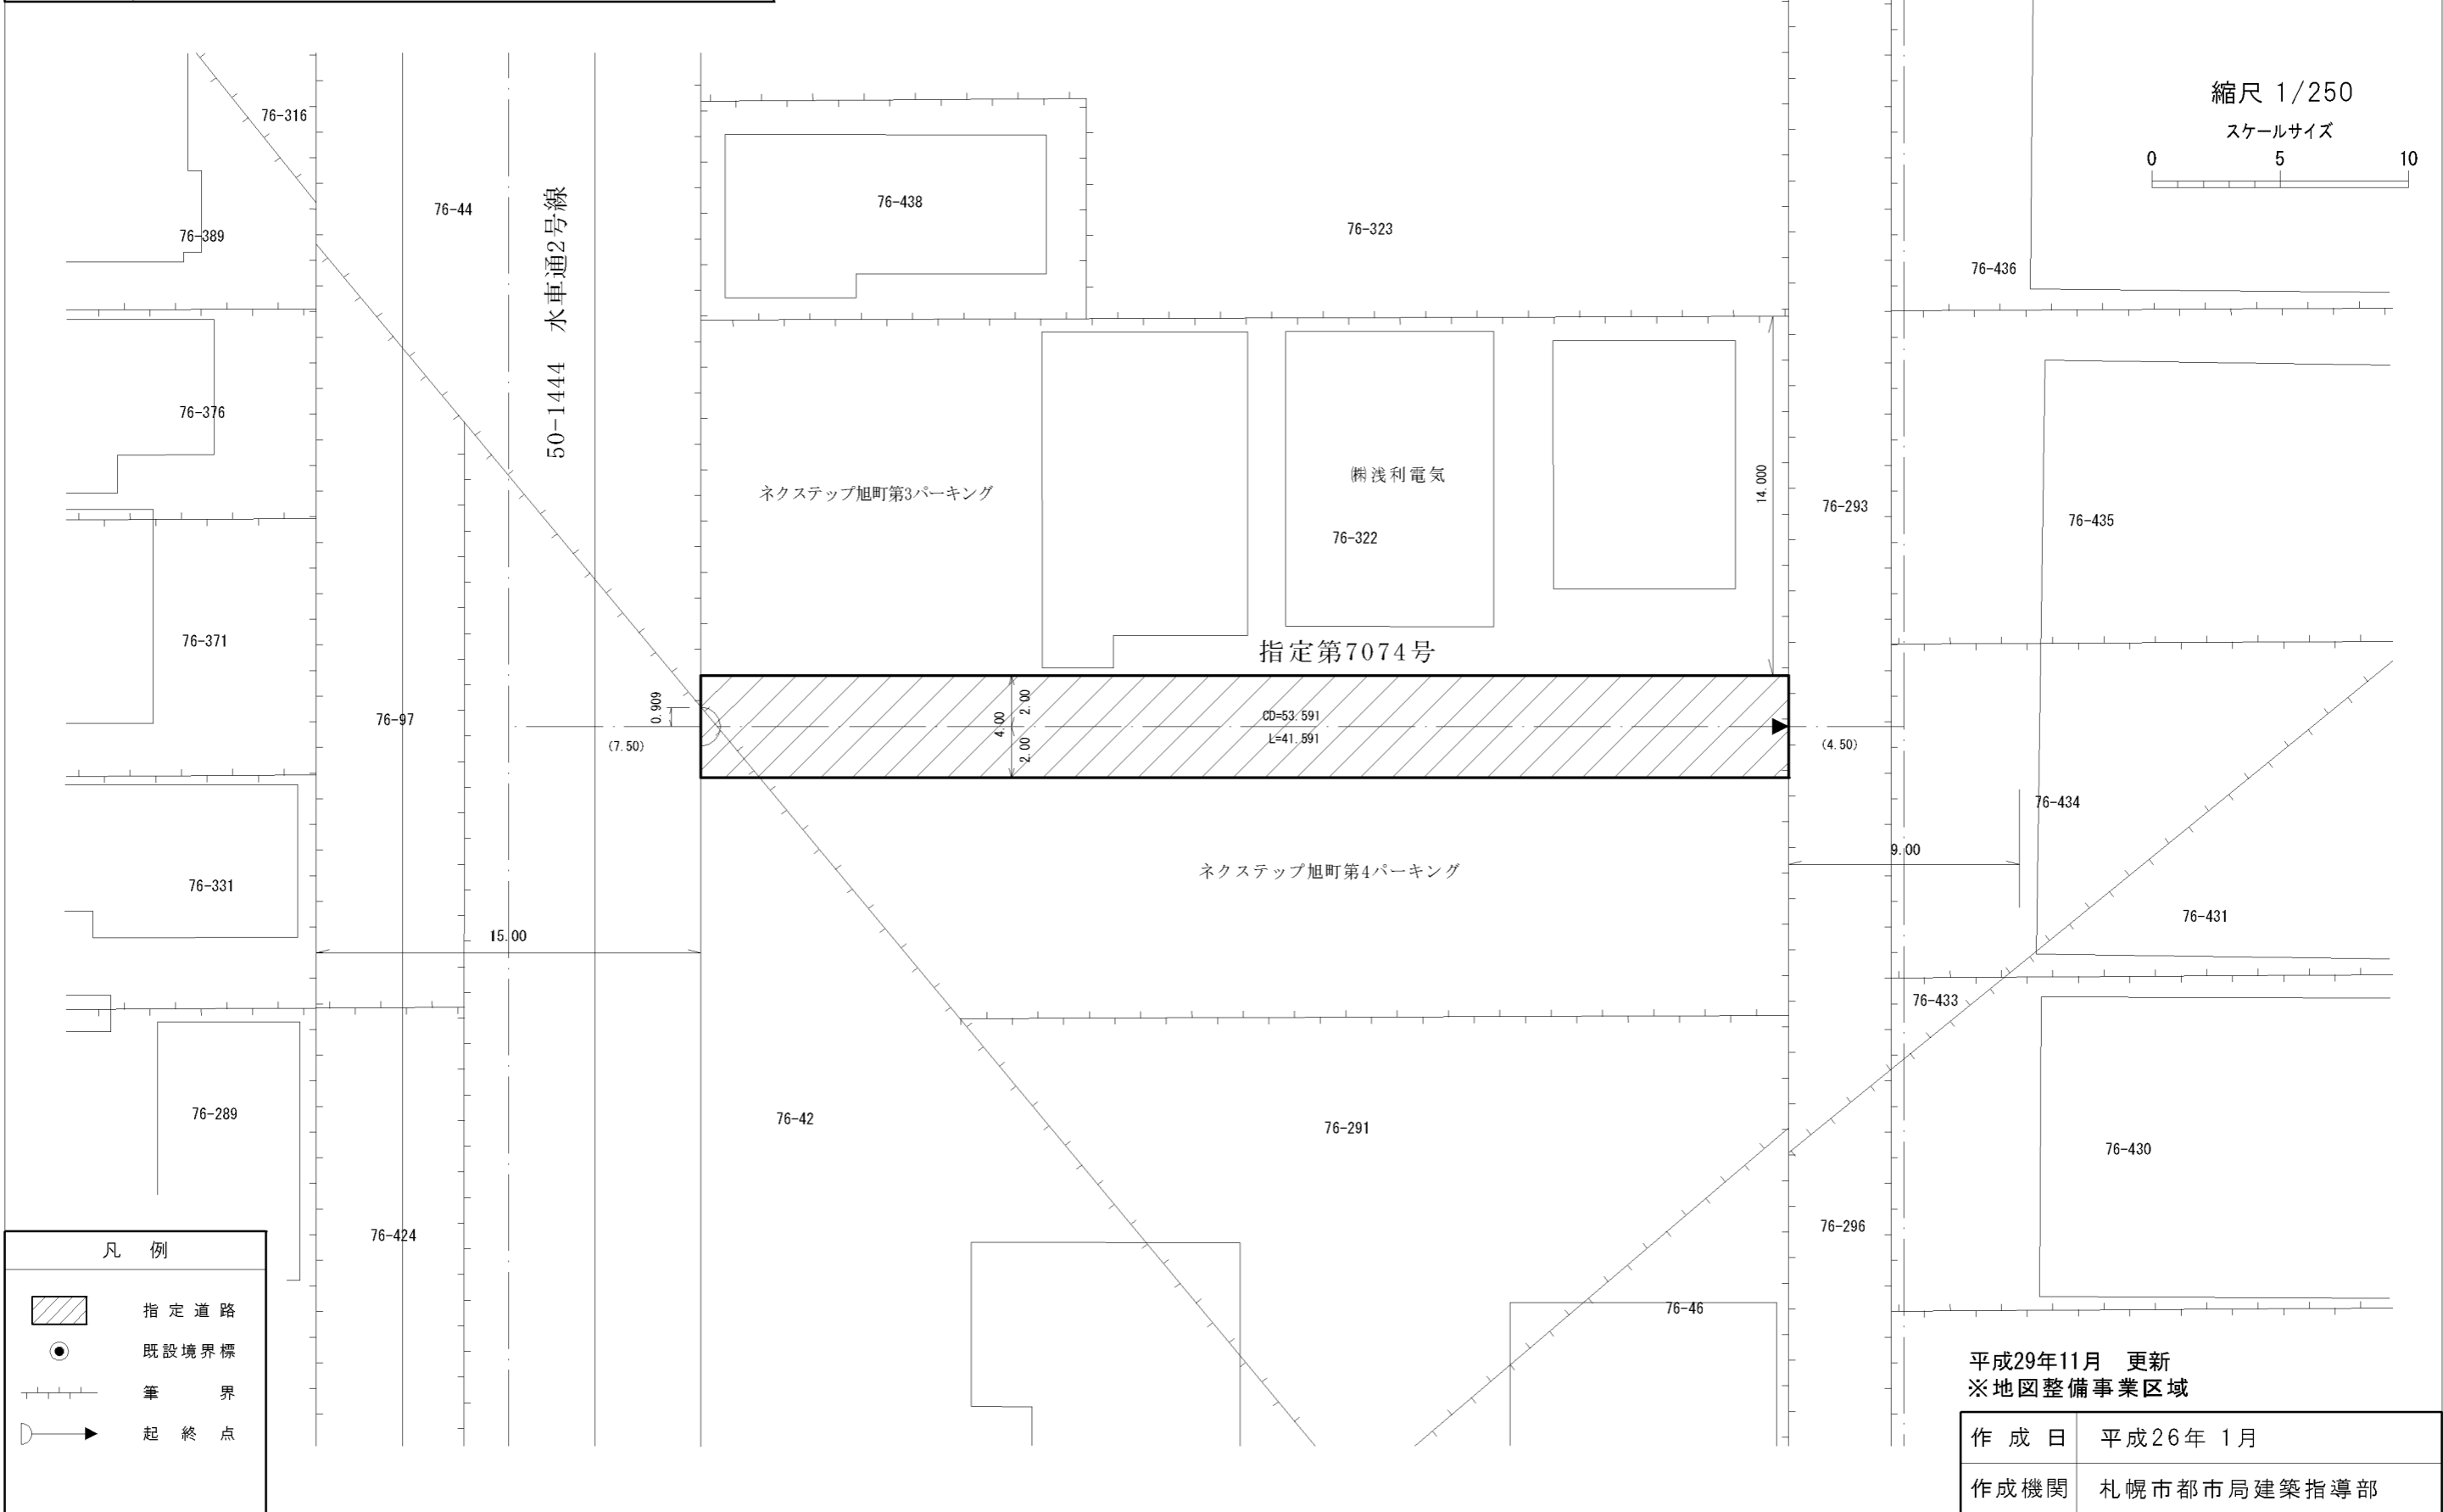 縮尺 1/250
スケールサイズ
0 5 10
76-316
76-44
50-1444 水車通2号線
76-438
76-323
76-389
76-436
76-376
ネクステップ旭町第3パーキング
㈱浅利電気
76-322
14.000
76-293
76-435
76-371
指定第7074号
76-97
0.909
(7.50)
4.00
2.00
2.00
CD=53.591
L=41.591
(4.50)
76-434
9.00
ネクステップ旭町第4パーキング
76-331
76-431
15.00
76-433
76-289
76-42
76-291
76-430
76-424
76-296
76-46
凡 例
指定道路
既設境界標
筆 界
起 終 点
平成29年11月 更新
※地図整備事業区域
作成日 平成26年 1月
作成機関 札幌市都市局建築指導部